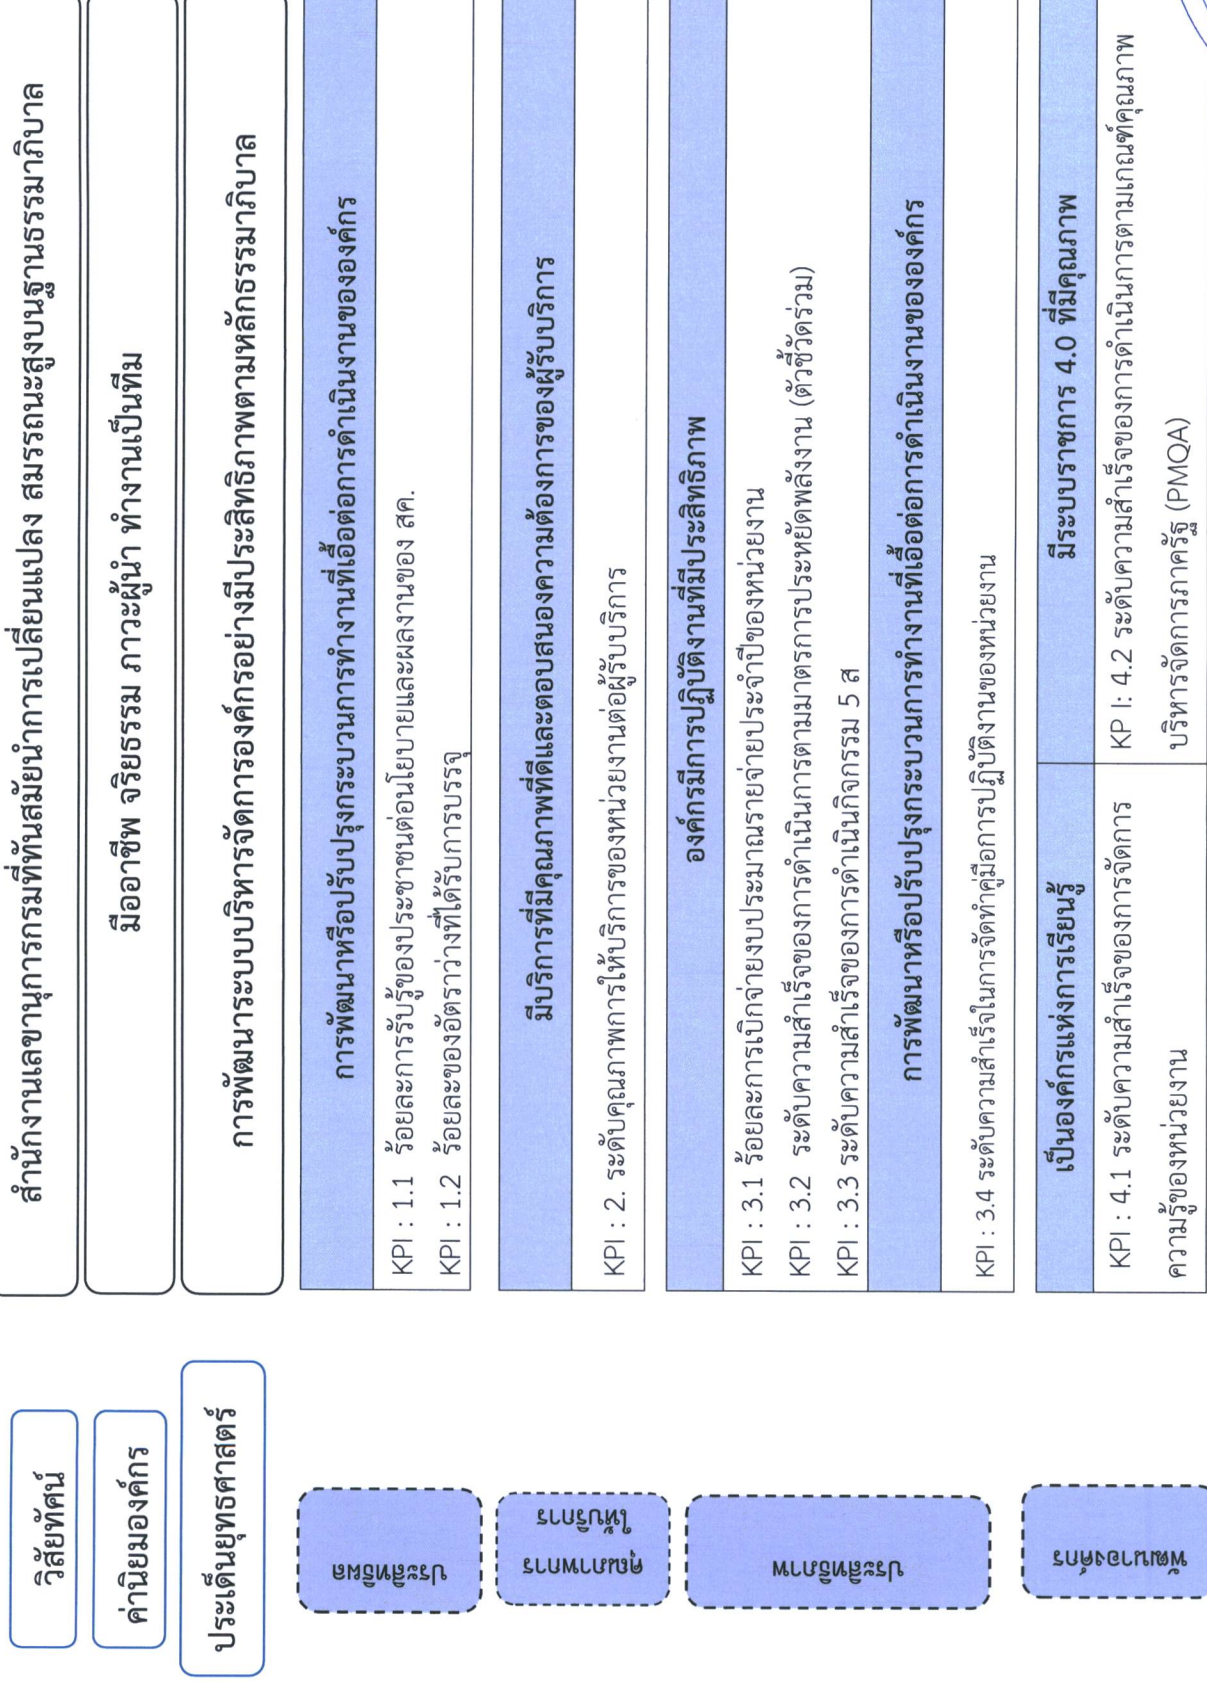 วิสัยทัศน์
สำนักงานเลขานุการกรมที่ทันสมัยนำการเปลี่ยนแปลง สมรรถนะสูงบนฐานธรรมาภิบาล
ค่านิยมองค์กร
มืออาชีพ จริยธรรม ภาวะผู้นำ ทำงานเป็นทีม
ประเด็นยุทธศาสตร์
การพัฒนาระบบบริหารจัดการองค์กรอย่างมีประสิทธิภาพตามหลักธรรมาภิบาล
ประสิทธิผล
การพัฒนาหรือปรับปรุงกระบวนการทำงานที่เอื้อต่อการดำเนินงานขององค์กร
KPI : 1.1 ร้อยละการรับรู้ของประชาชนต่อนโยบายและผลงานของ สค.
KPI : 1.2 ร้อยละของอัตราว่างที่ได้รับการบรรจุ
คุณภาพการ
ให้บริการ
มีบริการที่มีคุณภาพที่ดีและตอบสนองความต้องการของผู้รับบริการ
KPI : 2. ระดับคุณภาพการให้บริการของหน่วยงานต่อผู้รับบริการ
ประสิทธิภาพ
องค์กรมีการปฏิบัติงานที่มีประสิทธิภาพ
KPI : 3.1 ร้อยละการเบิกจ่ายงบประมาณรายจ่ายประจำปีของหน่วยงาน
KPI : 3.2 ระดับความสำเร็จของการดำเนินการตามมาตรการประหยัดพลังงาน (ตัวชี้วัดร่วม)
KPI : 3.3 ระดับความสำเร็จของการดำเนินกิจกรรม 5 ส
การพัฒนาหรือปรับปรุงกระบวนการทำงานที่เอื้อต่อการดำเนินงานขององค์กร
KPI : 3.4 ระดับความสำเร็จในการจัดทำคู่มือการปฏิบัติงานของหน่วยงาน
พัฒนาองค์กร
เป็นองค์กรแห่งการเรียนรู้
KPI : 4.1 ระดับความสำเร็จของการจัดการ
ความรู้ของหน่วยงาน
มีระบบราชการ 4.0 ที่มีคุณภาพ
KP I: 4.2 ระดับความสำเร็จของการดำเนินการตามเกณฑ์คุณภาพ
บริหารจัดการภาครัฐ (PMQA)